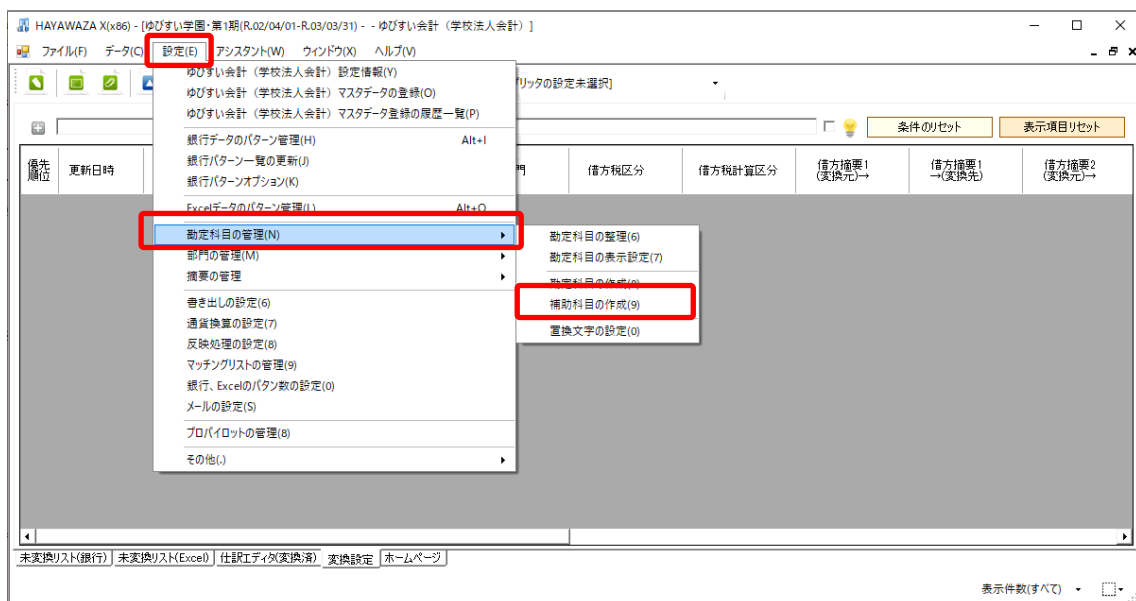 HAYAWAZA X(x86) - [ゆびすい学園・第1期(R.02/04/01-R.03/03/31) - - ゆびすい会計（学校法人会計）]
ファイル(F) データ(C) 設定(E) アシスタント(W) ウィンドウ(X) ヘルプ(V)
ゆびすい会計（学校法人会計）設定情報(Y)
ゆびすい会計（学校法人会計）マスタデータの登録(O)
ゆびすい会計（学校法人会計）マスタデータ登録の履歴一覧(P)
銀行データのパターン管理(H) Alt+I
銀行パターン一覧の更新(J)
銀行パターンオプション(K)
Excelデータのパターン管理(L) Alt+O
勘定科目の管理(N)
部門の管理(M)
摘要の管理
書き出しの設定(6)
通貨換算の設定(7)
反映処理の設定(8)
マッチングリストの管理(9)
銀行、Excelのパタン数の設定(0)
メールの設定(S)
プロパイロットの管理(8)
その他(.)
勘定科目の整理(6)
勘定科目の表示設定(7)
勘定科目の作成(8)
補助科目の作成(9)
置換文字の設定(0)
リッタの設定未選択]
条件のリセット 表示項目リセット
優先順位 更新日時 門 借方税区分 借方税計算区分 借方摘要1(変換元)→ 借方摘要1→(変換先) 借方摘要2(変換元)→
未変換リスト(銀行) 未変換リスト(Excel) 仕訳エディタ(変換済) 変換設定 ホームページ
表示件数(すべて)